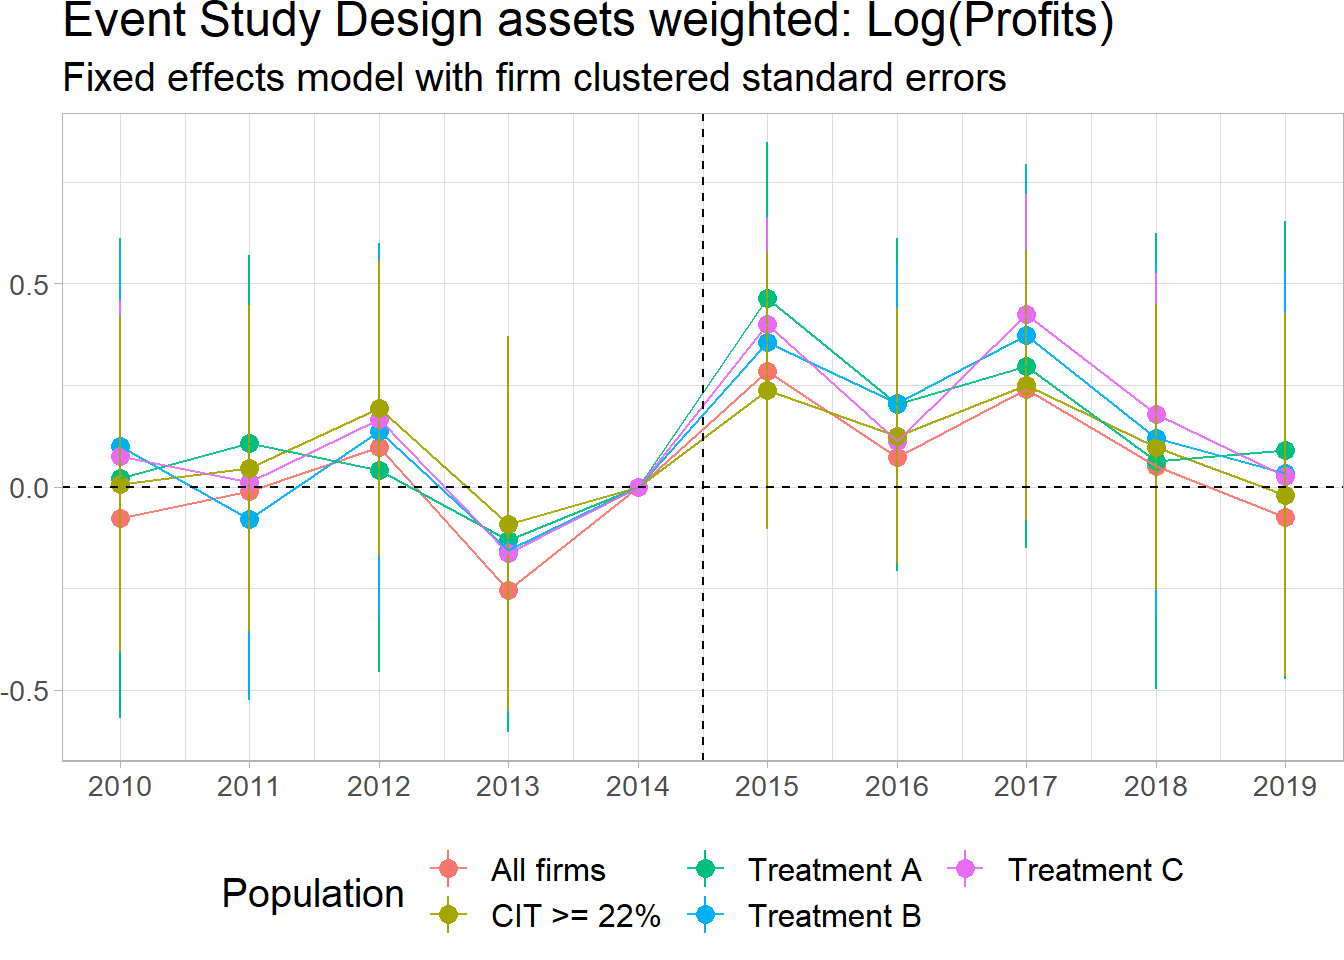 Event Study Design assets weighted: Log(Profits)
Fixed effects model with firm clustered standard errors
0.5
0.0
-0.5
2010 2011 2012 2013 2014 2015 2016 2017 2018 2019
Population
All firms
CIT >= 22%
Treatment A
Treatment B
Treatment C